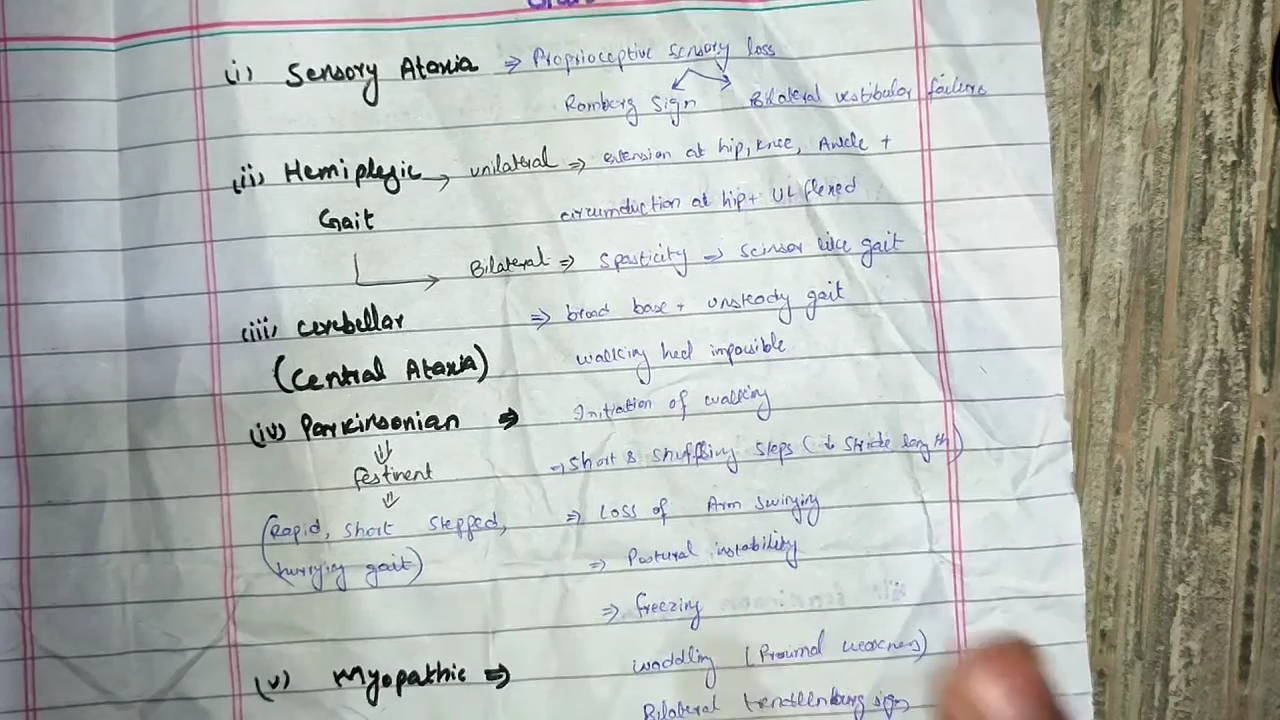 (i) Sensory Ataxia ⇒ Proprioceptive sensory loss
Romberg Sign Bilateral vestibular failure
(ii) Hemiplegic → unilateral ⇒ extension at hip, knee, Ankle +
Gait circumduction at hip + UL flexed
Bilateral ⇒ Spasticity ⇒ Scissor like gait
(iii) Cerebellar ⇒ broad base + unsteady gait
(Central Ataxia) walking heel impossible
(iv) Parkinsonian ⇒ Initiation of walking
festinent ⇒ Short & Shuffling Steps (↓ Stride length)
(Rapid, Short Stepped, ⇒ Loss of Arm swinging
hurrying gait) ⇒ Postural instability
⇒ freezing
(v) Myopathic ⇒ waddling (Proximal weakness)
Bilateral trendlenburg sign